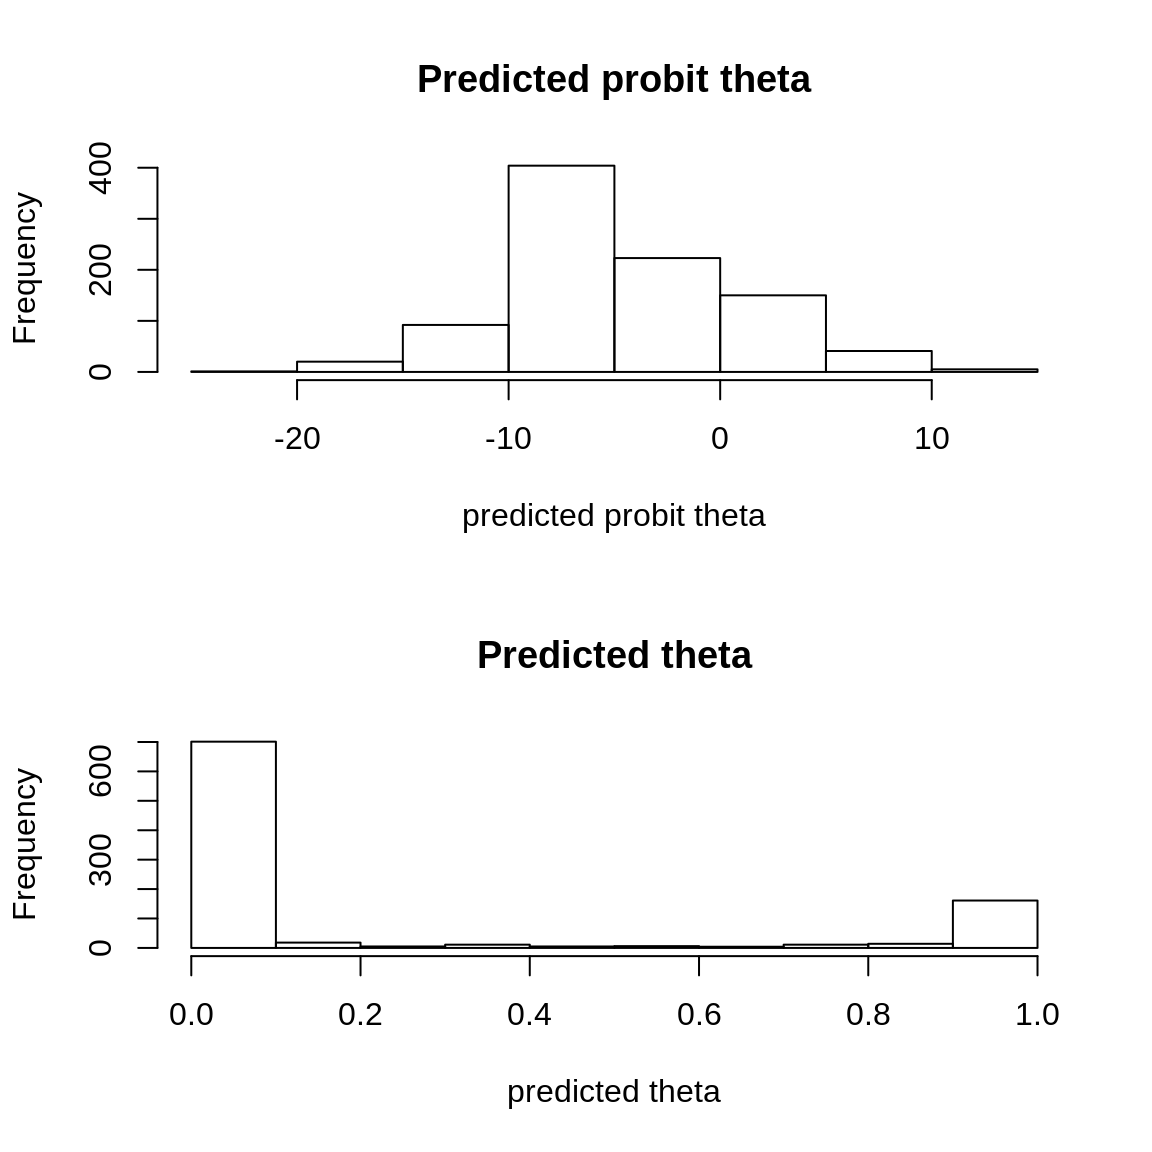 Predicted probit theta
Frequency
0 200 400
-20 -10 0 10
predicted probit theta
Predicted theta
Frequency
0 300 600
0.0 0.2 0.4 0.6 0.8 1.0
predicted theta